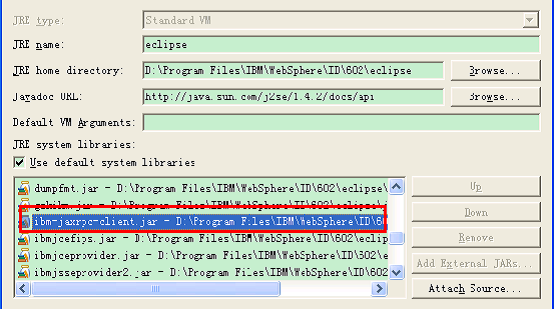 JRE type:
Standard VM
JRE name:
eclipse
JRE home directory:
D:\Program Files\IBM\WebSphere\ID\602\eclipse
Browse...
Javadoc URL:
http://java.sun.com/j2se/1.4.2/docs/api
Browse...
Default VM Arguments:
JRE system libraries:
Use default system libraries
dumpfmt.jar - D:\Program Files\IBM\WebSphere\ID\602\eclipse\
- D:\Program Files\IBM\WebSphere\ID\602\eclipse\
ibm-jaxrpc-client.jar - D:\Program Files\IBM\WebSphere\ID\60
ibmjcefips.jar - D:\Program Files\IBM\WebSphere\ID\602\eclip
ibmjceprovider.jar - D:\Program Files\IBM\WebSphere\ID\602\e
ibmjsseprovider2.jar - D:\Program Files\IBM\WebSphere\ID\602
Up
Down
Remove
Add External JARs...
Attach Source...